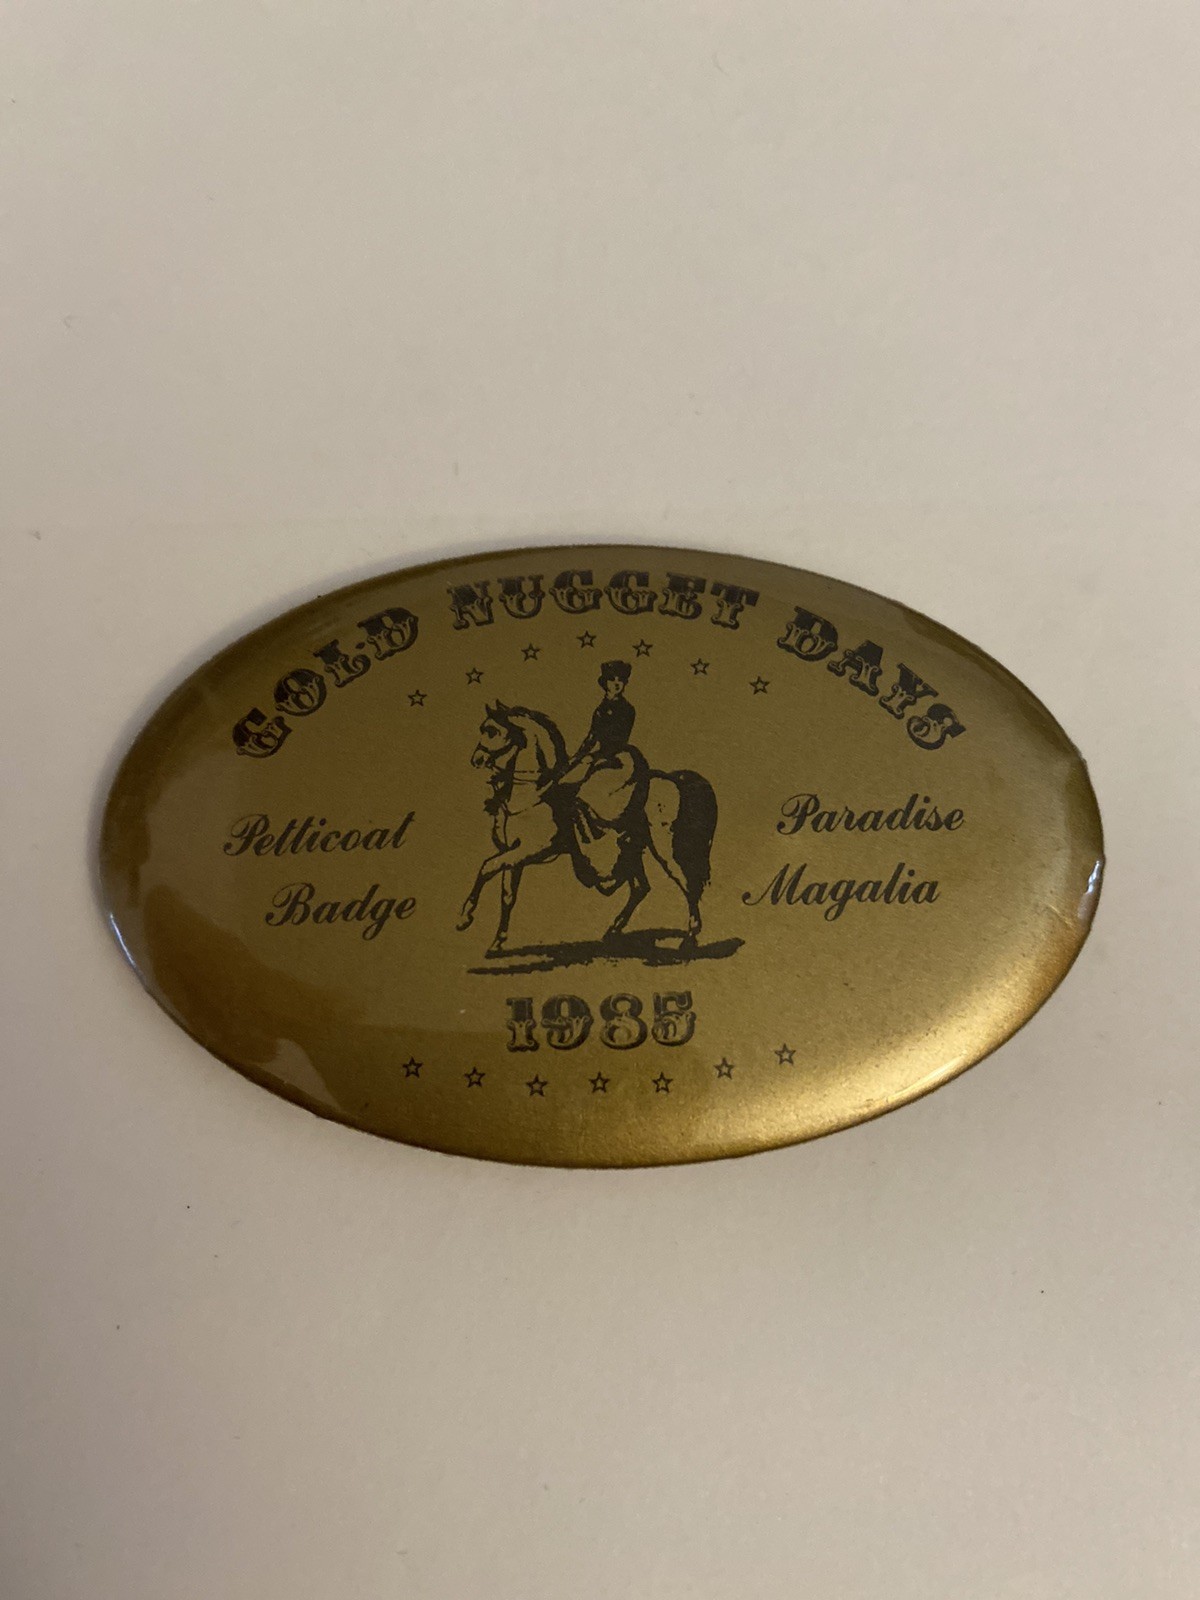 GOLD NUGGET DAYS
Petticoat
Badge
Paradise
Magalia
1985